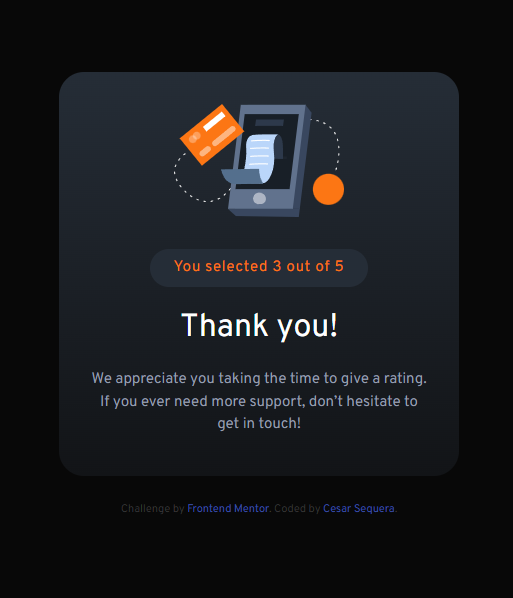 You selected 3 out of 5
Thank you!
We appreciate you taking the time to give a rating.
If you ever need more support, don’t hesitate to
get in touch!
Challenge by Frontend Mentor. Coded by Cesar Sequera.